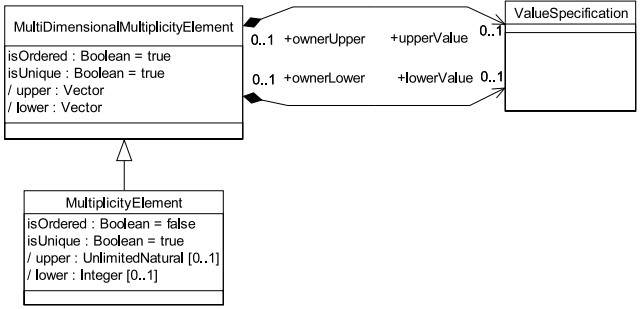 MultiDimensionalMultiplicityElement
isOrdered : Boolean = true
isUnique : Boolean = true
/ upper : Vector
/ lower : Vector
ValueSpecification
0..1 +ownerUpper +upperValue 0..1
0..1 +ownerLower +lowerValue 0..1
MultiplicityElement
isOrdered : Boolean = false
isUnique : Boolean = true
/ upper : UnlimitedNatural [0..1]
/ lower : Integer [0..1]